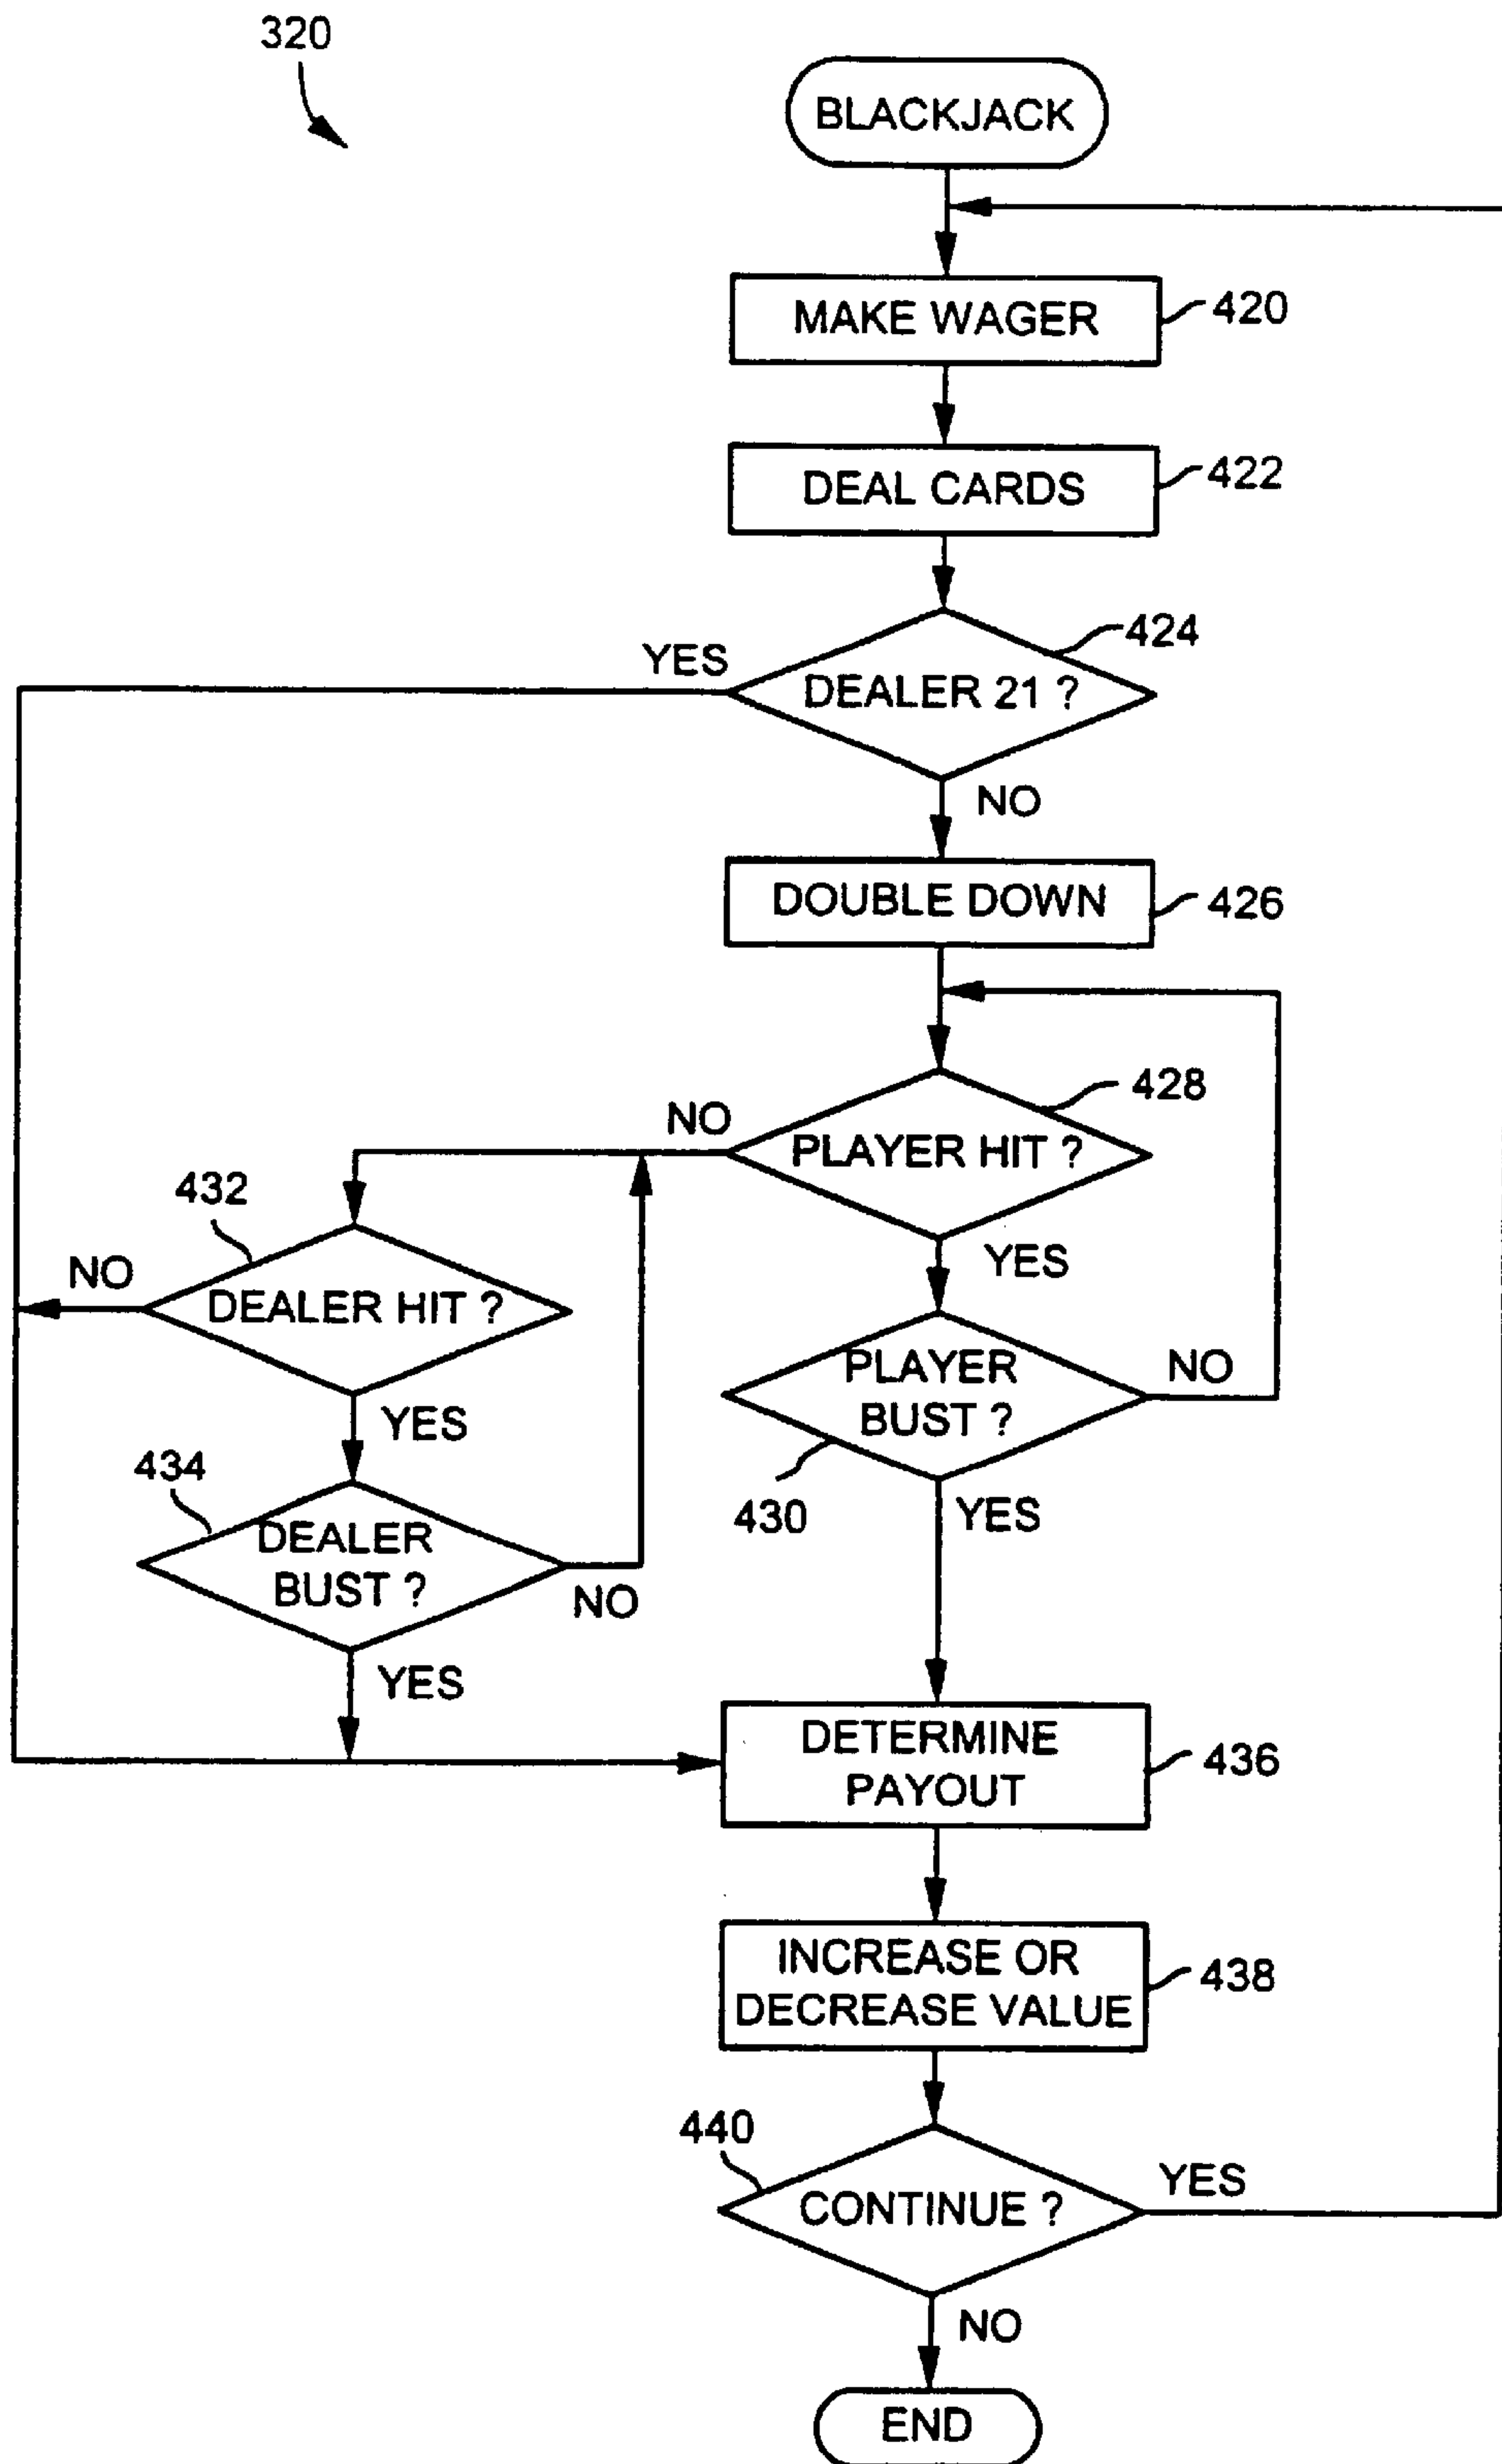 320
BLACKJACK
MAKE WAGER
420
DEAL CARDS
422
YES
424
DEALER 21 ?
NO
DOUBLE DOWN
426
428
NO
PLAYER HIT ?
432
YES
NO
DEALER HIT ?
PLAYER
BUST ?
NO
YES
434
430
YES
DEALER
BUST ?
NO
YES
DETERMINE
PAYOUT
436
INCREASE OR
DECREASE VALUE
438
440
YES
CONTINUE ?
NO
END